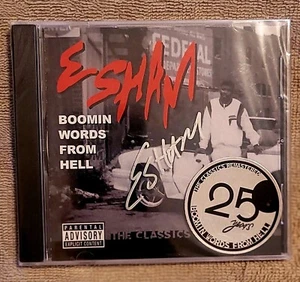 ESHAM
FEDERAL
BOOMIN
WORDS
FROM
HELL
ESHAM
THE CLASSICS REMASTERED
25
Years
BOOMIN WORDS FROM HELL
PARENTAL
ADVISORY
EXPLICIT CONTENT
THE CLASSICS